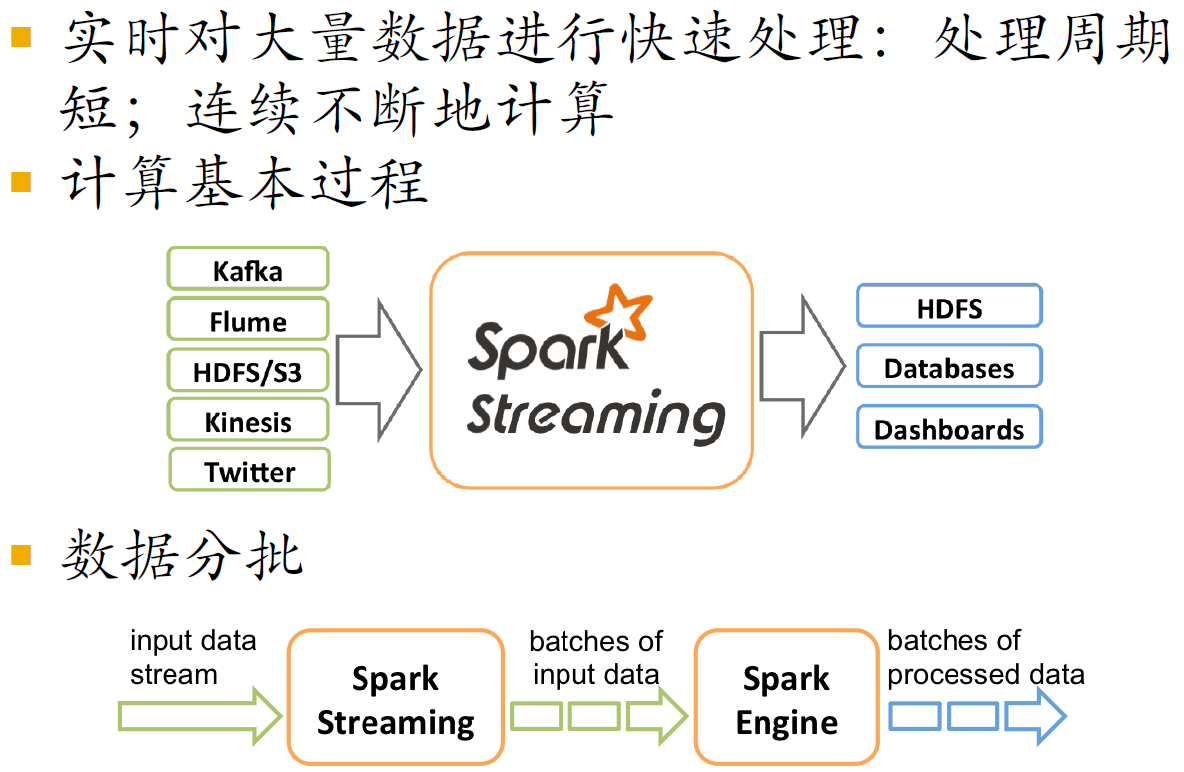 实时对大量数据进行快速处理：处理周期
短；连续不断地计算
计算基本过程
Kafka
Flume
HDFS/S3
Kinesis
Twitter
Spark
Streaming
HDFS
Databases
Dashboards
数据分批
input data
stream
Spark
Streaming
batches of
input data
Spark
Engine
batches of
processed data